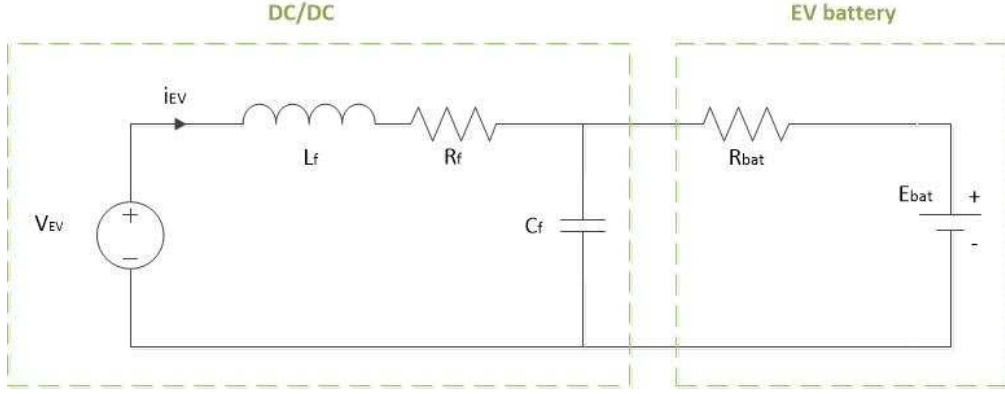 DC/DC
EV battery
iEV
Lf
Rf
Rbat
VEV
+
−
Cf
Ebat
+
-